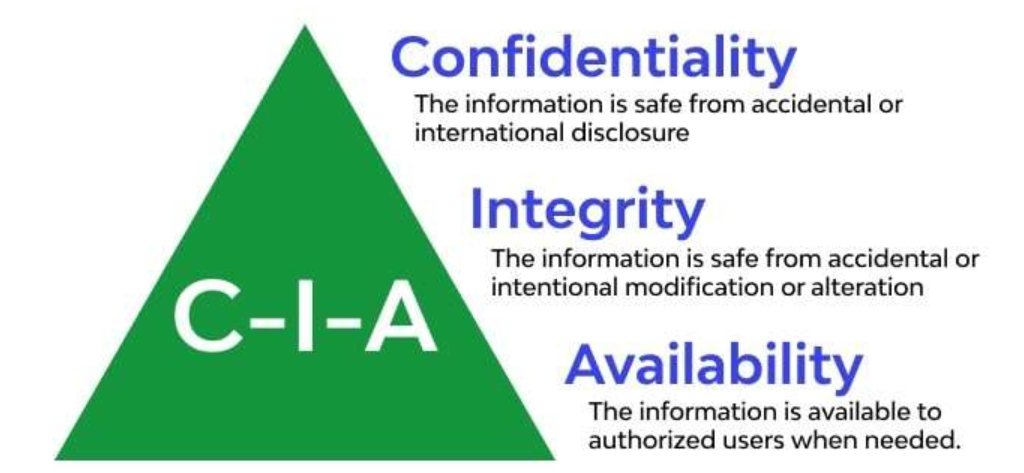 Confidentiality
The information is safe from accidental or
international disclosure
Integrity
The information is safe from accidental or
intentional modification or alteration
C-I-A
Availability
The information is available to
authorized users when needed.